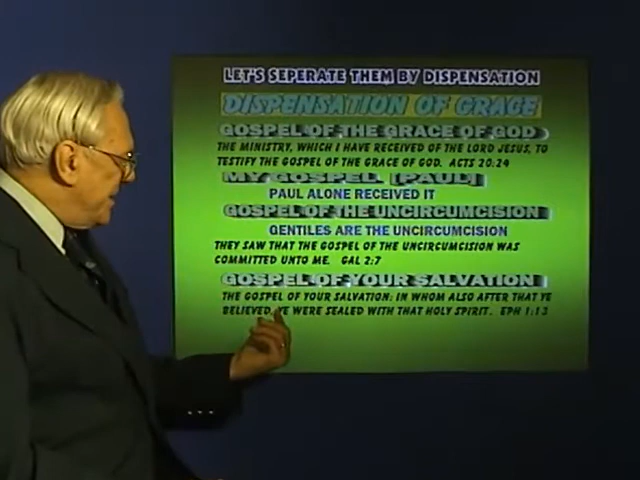 LET'S SEPERATE THEM BY DISPENSATION
DISPENSATION OF GRACE
GOSPEL OF THE GRACE OF GOD
THE MINISTRY, WHICH I HAVE RECEIVED OF THE LORD JESUS, TO
TESTIFY THE GOSPEL OF THE GRACE OF GOD. ACTS 20:24
MY GOSPEL [PAUL]
PAUL ALONE RECEIVED IT
GOSPEL OF THE UNCIRCUMCISION
GENTILES ARE THE UNCIRCUMCISION
THEY SAW THAT THE GOSPEL OF THE UNCIRCUMCISION WAS
COMMITTED UNTO ME. GAL 2:7
GOSPEL OF YOUR SALVATION
THE GOSPEL OF YOUR SALVATION: IN WHOM ALSO AFTER THAT YE
BELIEVED, YE WERE SEALED WITH THAT HOLY SPIRIT. EPH 1:13